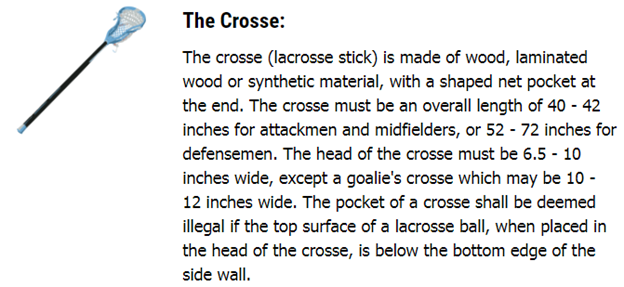 The Crosse:
The crosse (lacrosse stick) is made of wood, laminated
wood or synthetic material, with a shaped net pocket at
the end. The crosse must be an overall length of 40 - 42
inches for attackmen and midfielders, or 52 - 72 inches for
defensemen. The head of the crosse must be 6.5 - 10
inches wide, except a goalie's crosse which may be 10 -
12 inches wide. The pocket of a crosse shall be deemed
illegal if the top surface of a lacrosse ball, when placed in
the head of the crosse, is below the bottom edge of the
side wall.